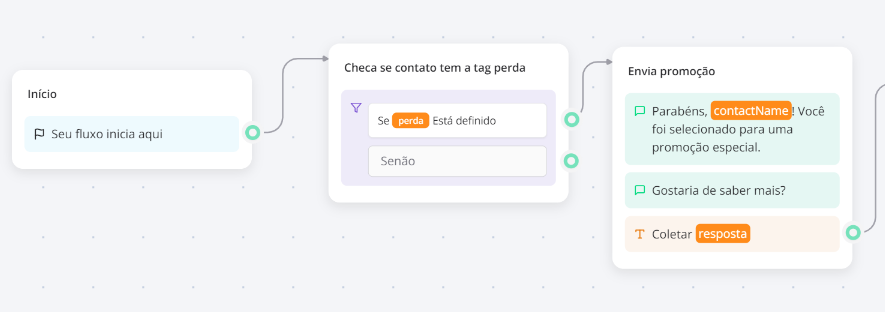 Início
Seu fluxo inicia aqui
Checa se contato tem a tag perda
Se perda Está definido
Senão
Envia promoção
Parabéns, contactName! Você
foi selecionado para uma
promoção especial.
Gostaria de saber mais?
Coletar resposta